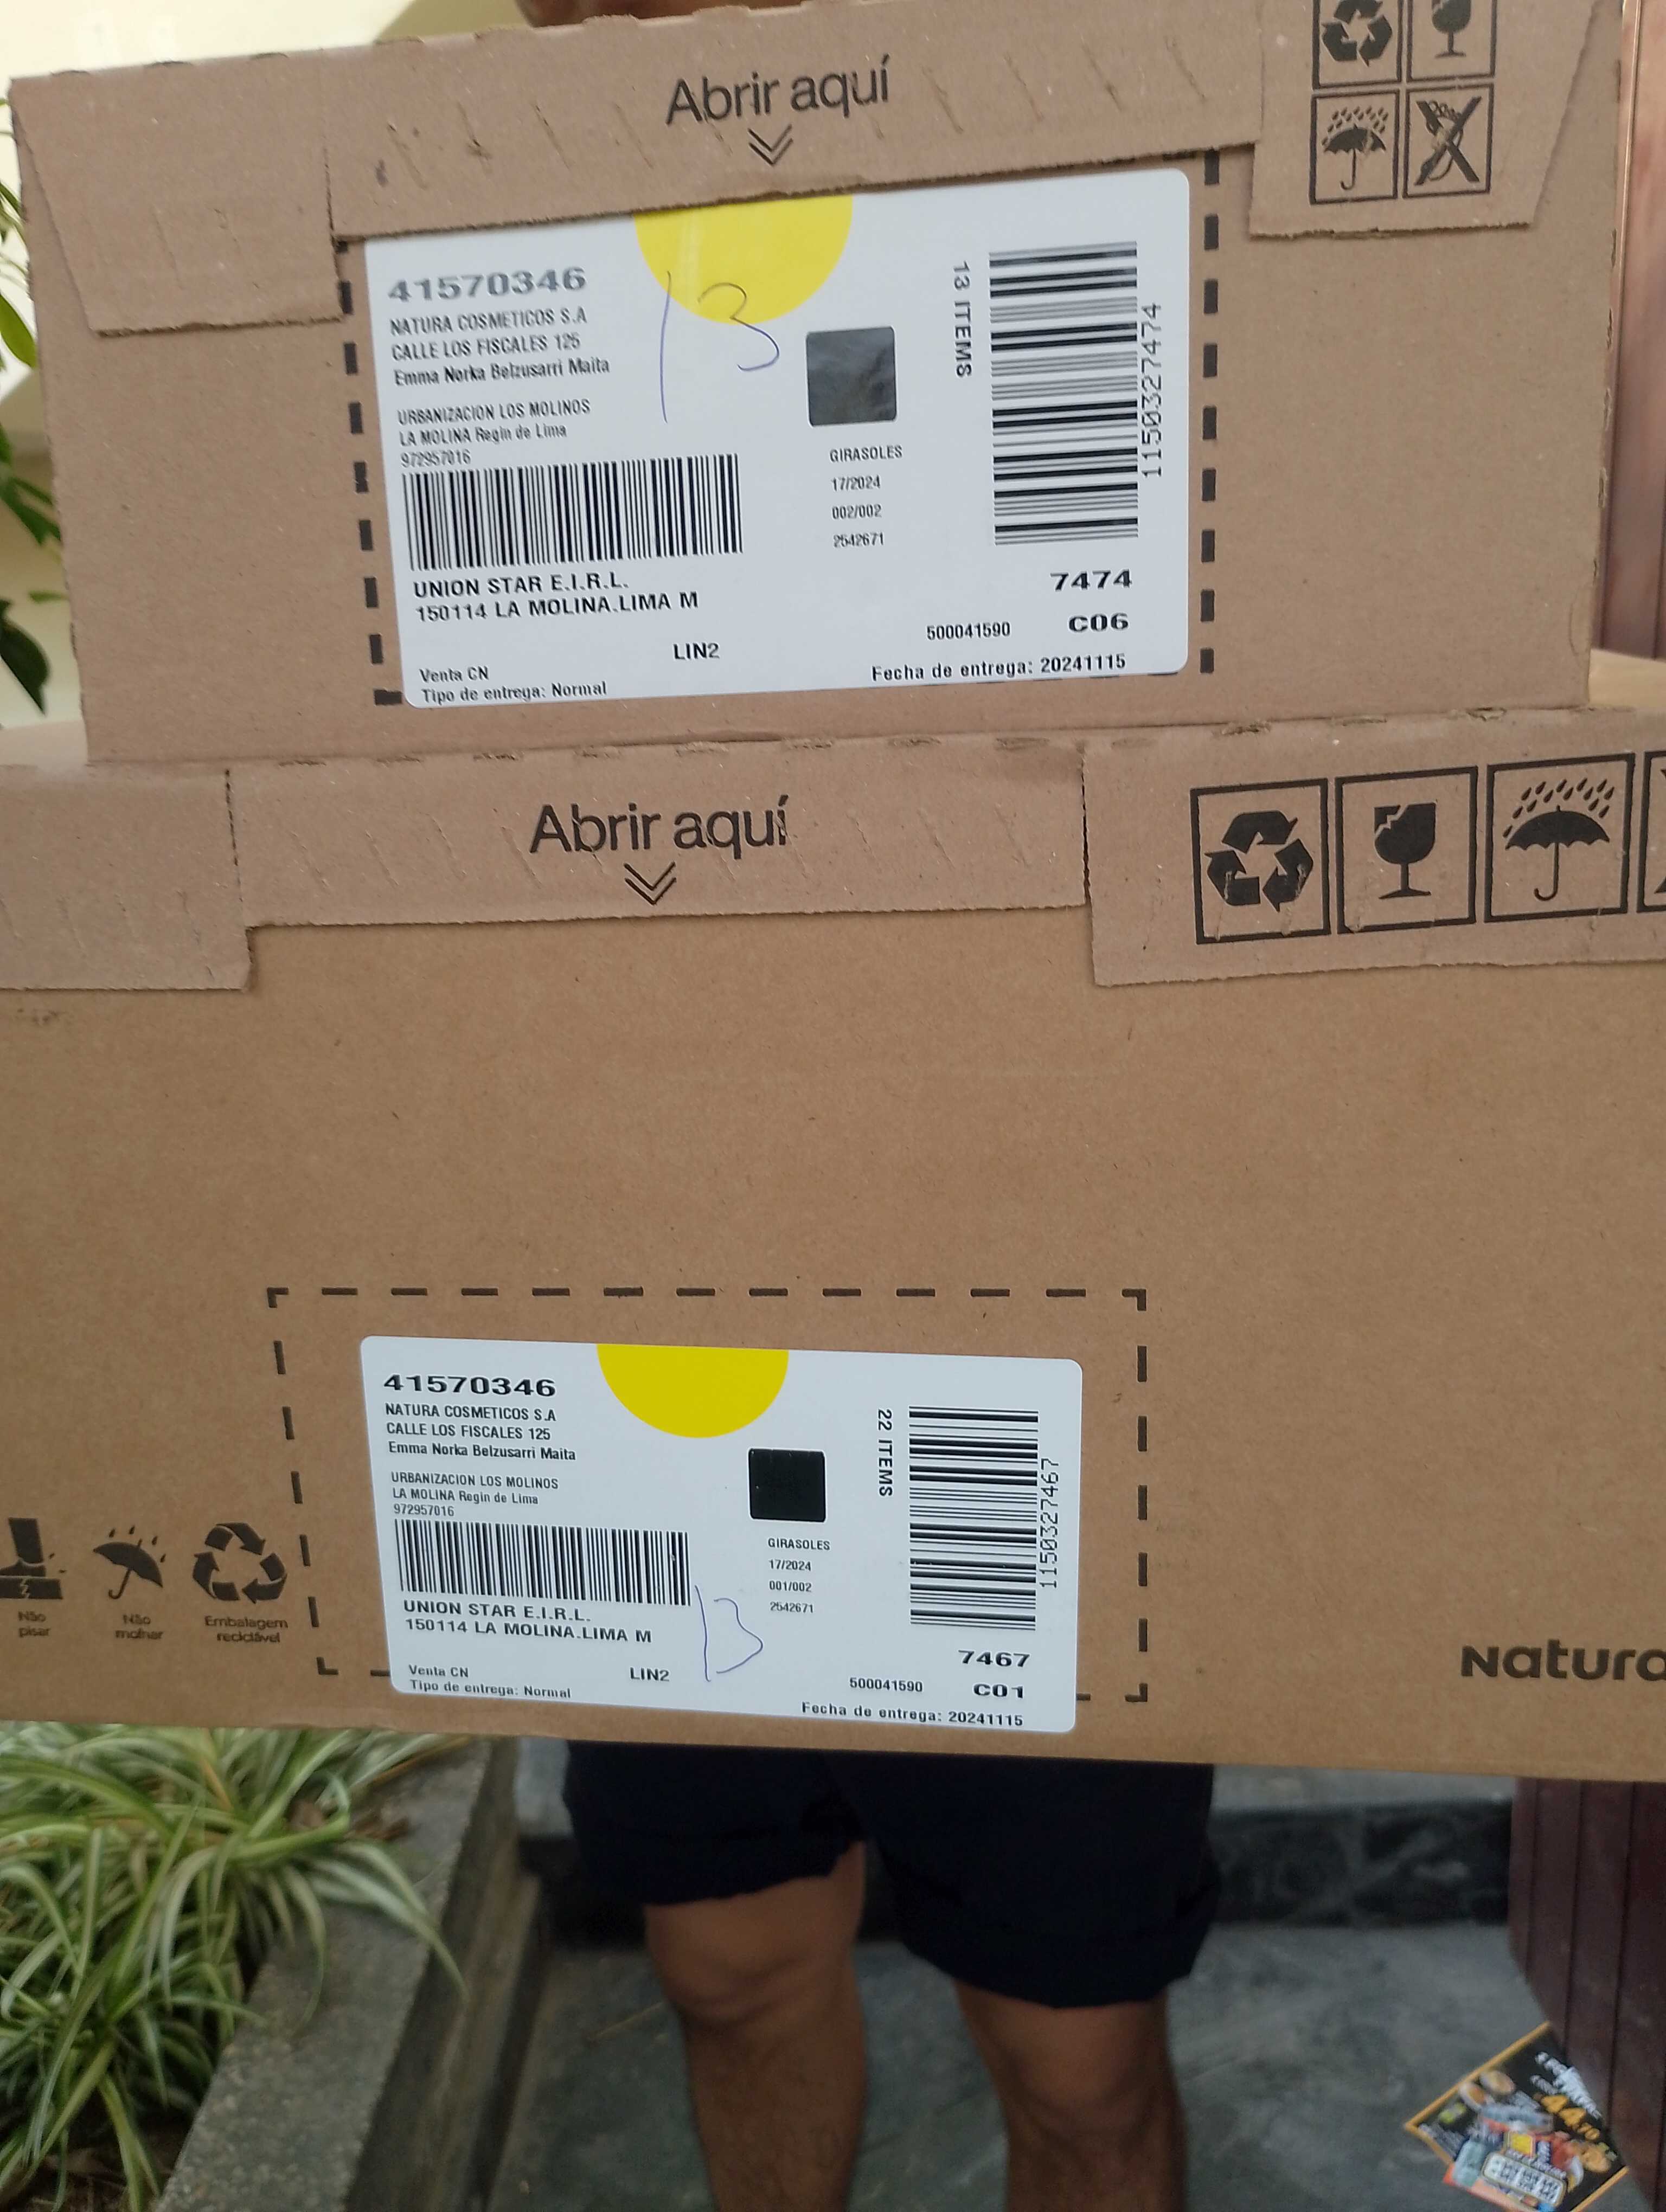 Abrir aquí
41570346
NATURA COSMETICOS S.A
CALLE LOS FISCALES 125
Emma Norka Belzusarri Maita
URBANIZACION LOS MOLINOS
LA MOLINA Regin de Lima
972957016
UNION STAR E.I.R.L.
150114 LA MOLINA.LIMA M
LIN2
Venta CN
Tipo de entrega: Normal
13
GIRASOLES
17/2024
002/002
2542671
13 ITEMS
1150327474
7474
500041590 C06
Fecha de entrega: 20241115
Abrir aquí
41570346
NATURA COSMETICOS S.A
CALLE LOS FISCALES 125
Emma Norka Belzusarri Maita
URBANIZACION LOS MOLINOS
LA MOLINA Regin de Lima
972957016
UNION STAR E.I.R.L.
150114 LA MOLINA.LIMA M
Venta CN LIN2
Tipo de entrega: Normal
13
GIRASOLES
17/2024
001/002
2542671
22 ITEMS
1150327467
7467
500041590 C01
Fecha de entrega: 20241115
Não
pisar
Não
molhar
Embalagem
reciclável
Natura
44.70